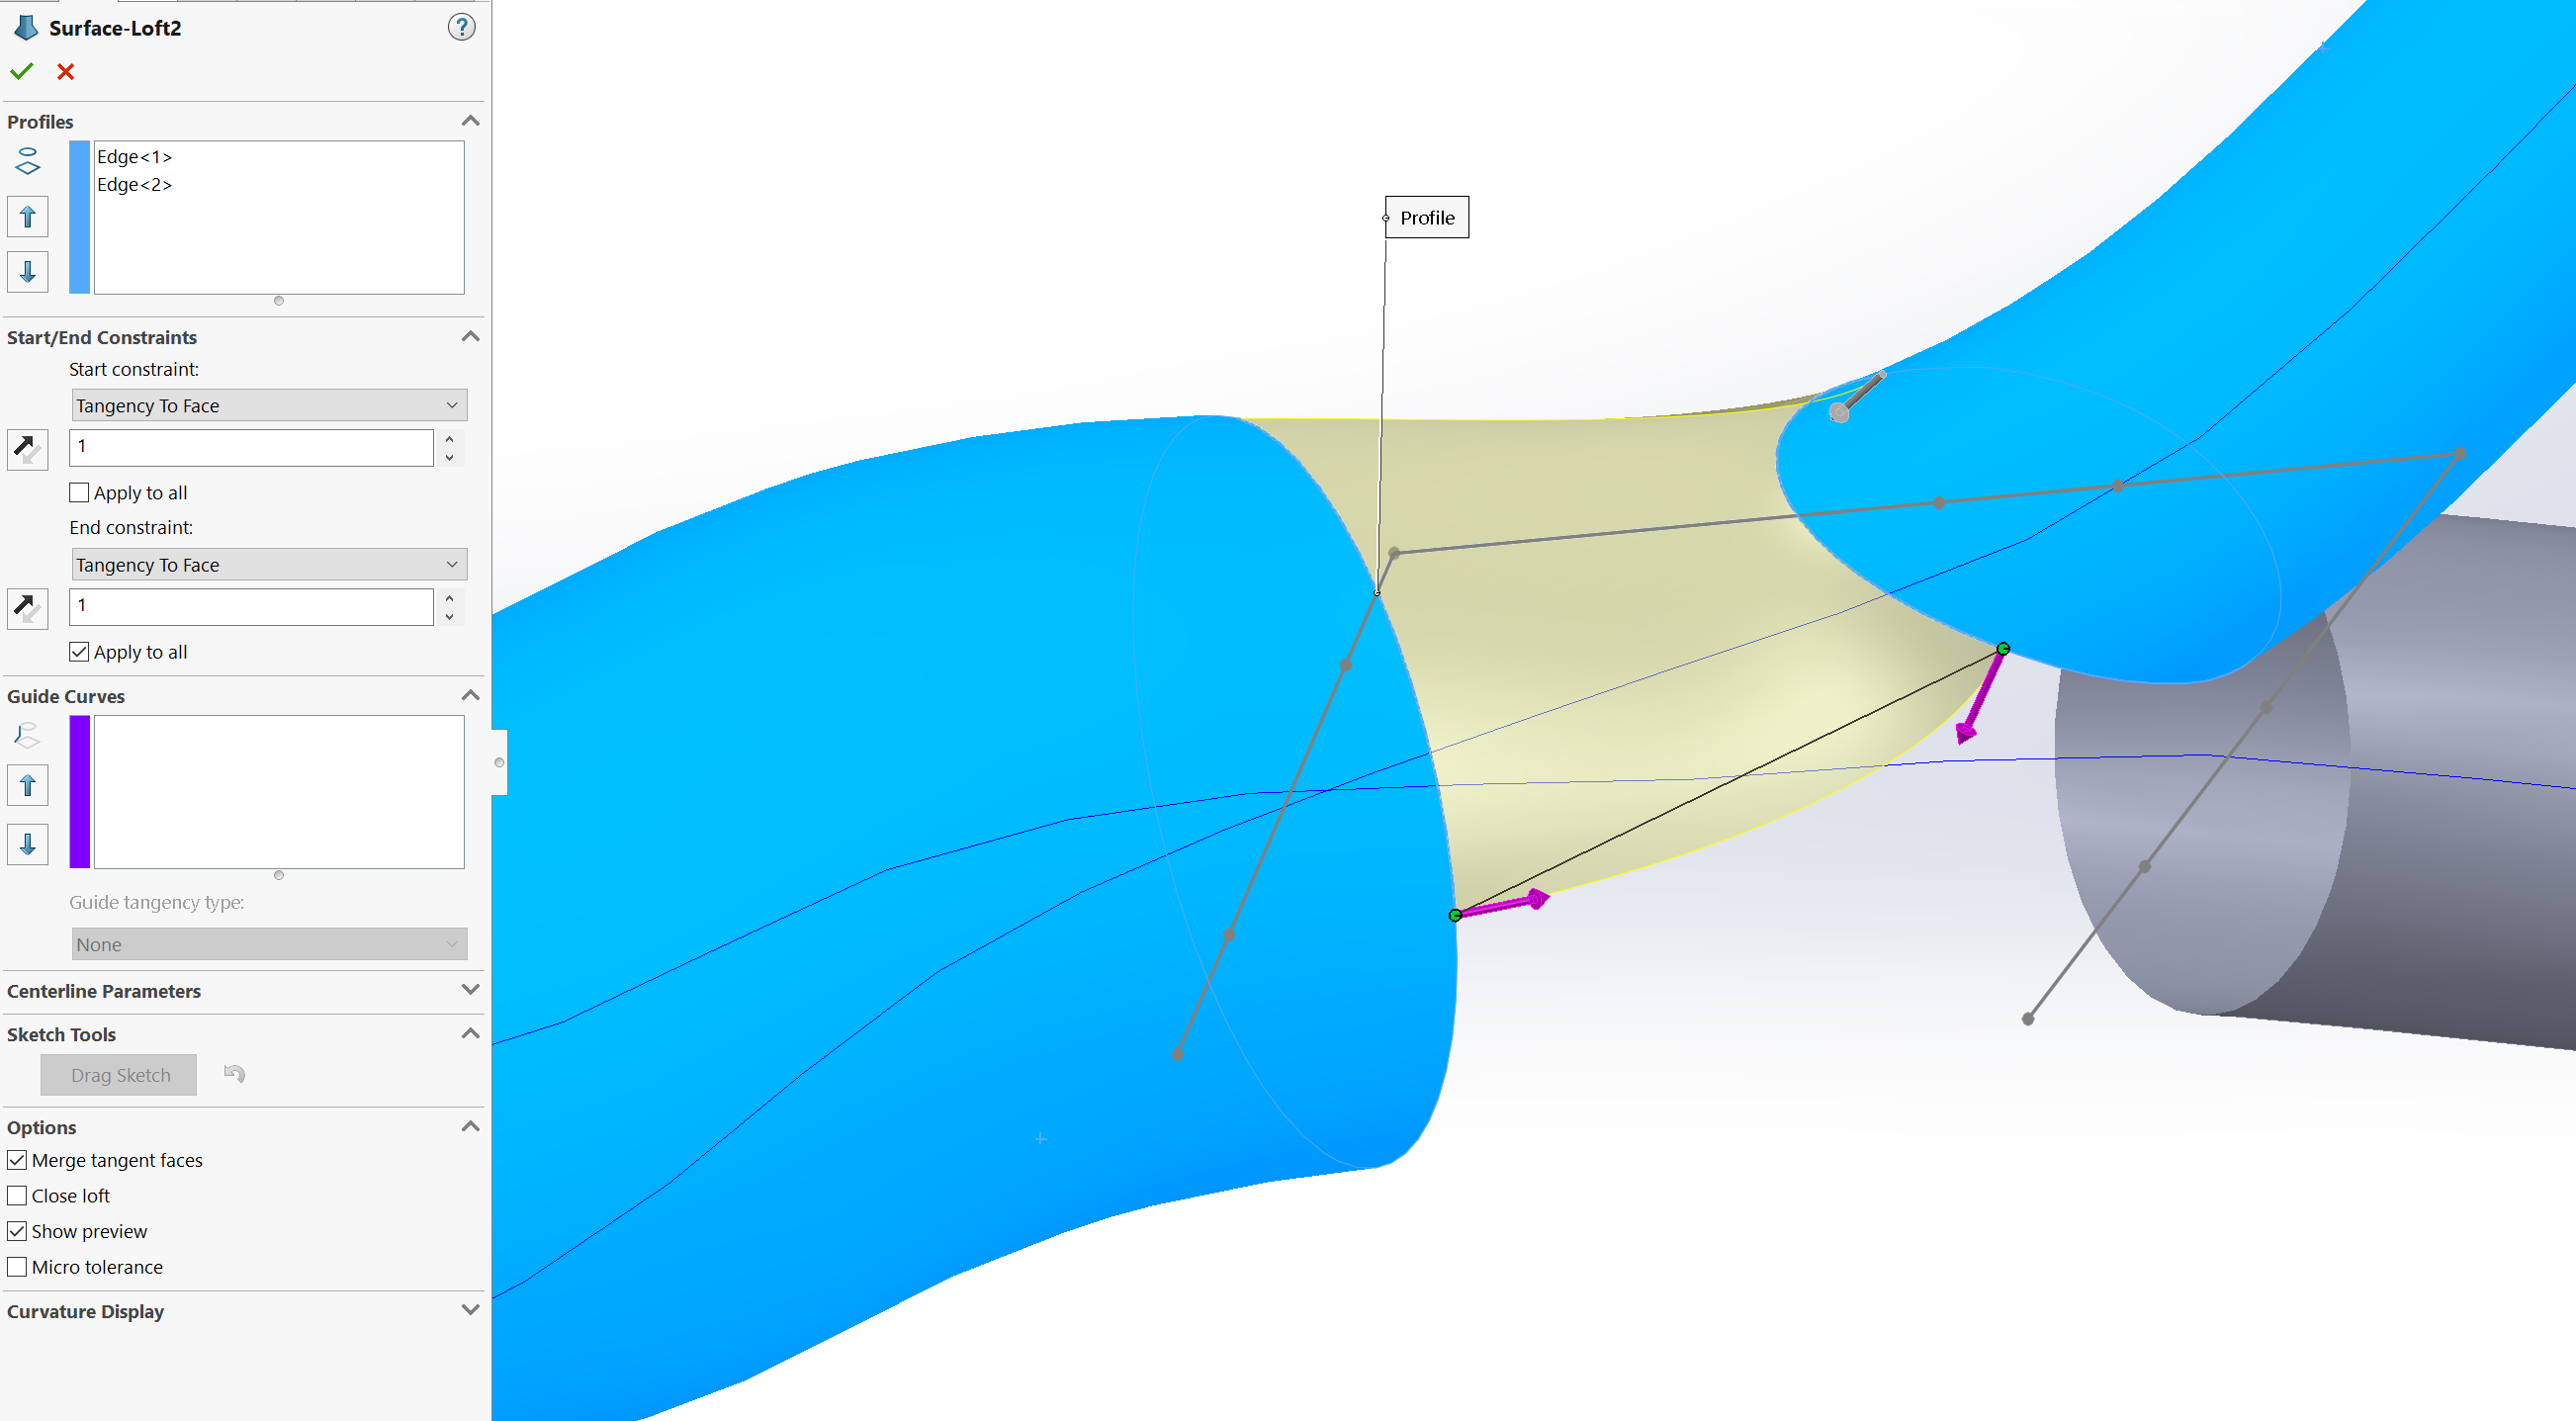 Surface-Loft2
?
Profiles
Edge<1>
Edge<2>
Start/End Constraints
Start constraint:
Tangency To Face
1
Apply to all
End constraint:
Tangency To Face
1
Apply to all
Guide Curves
Guide tangency type:
None
Centerline Parameters
Sketch Tools
Drag Sketch
Options
Merge tangent faces
Close loft
Show preview
Micro tolerance
Curvature Display
Profile